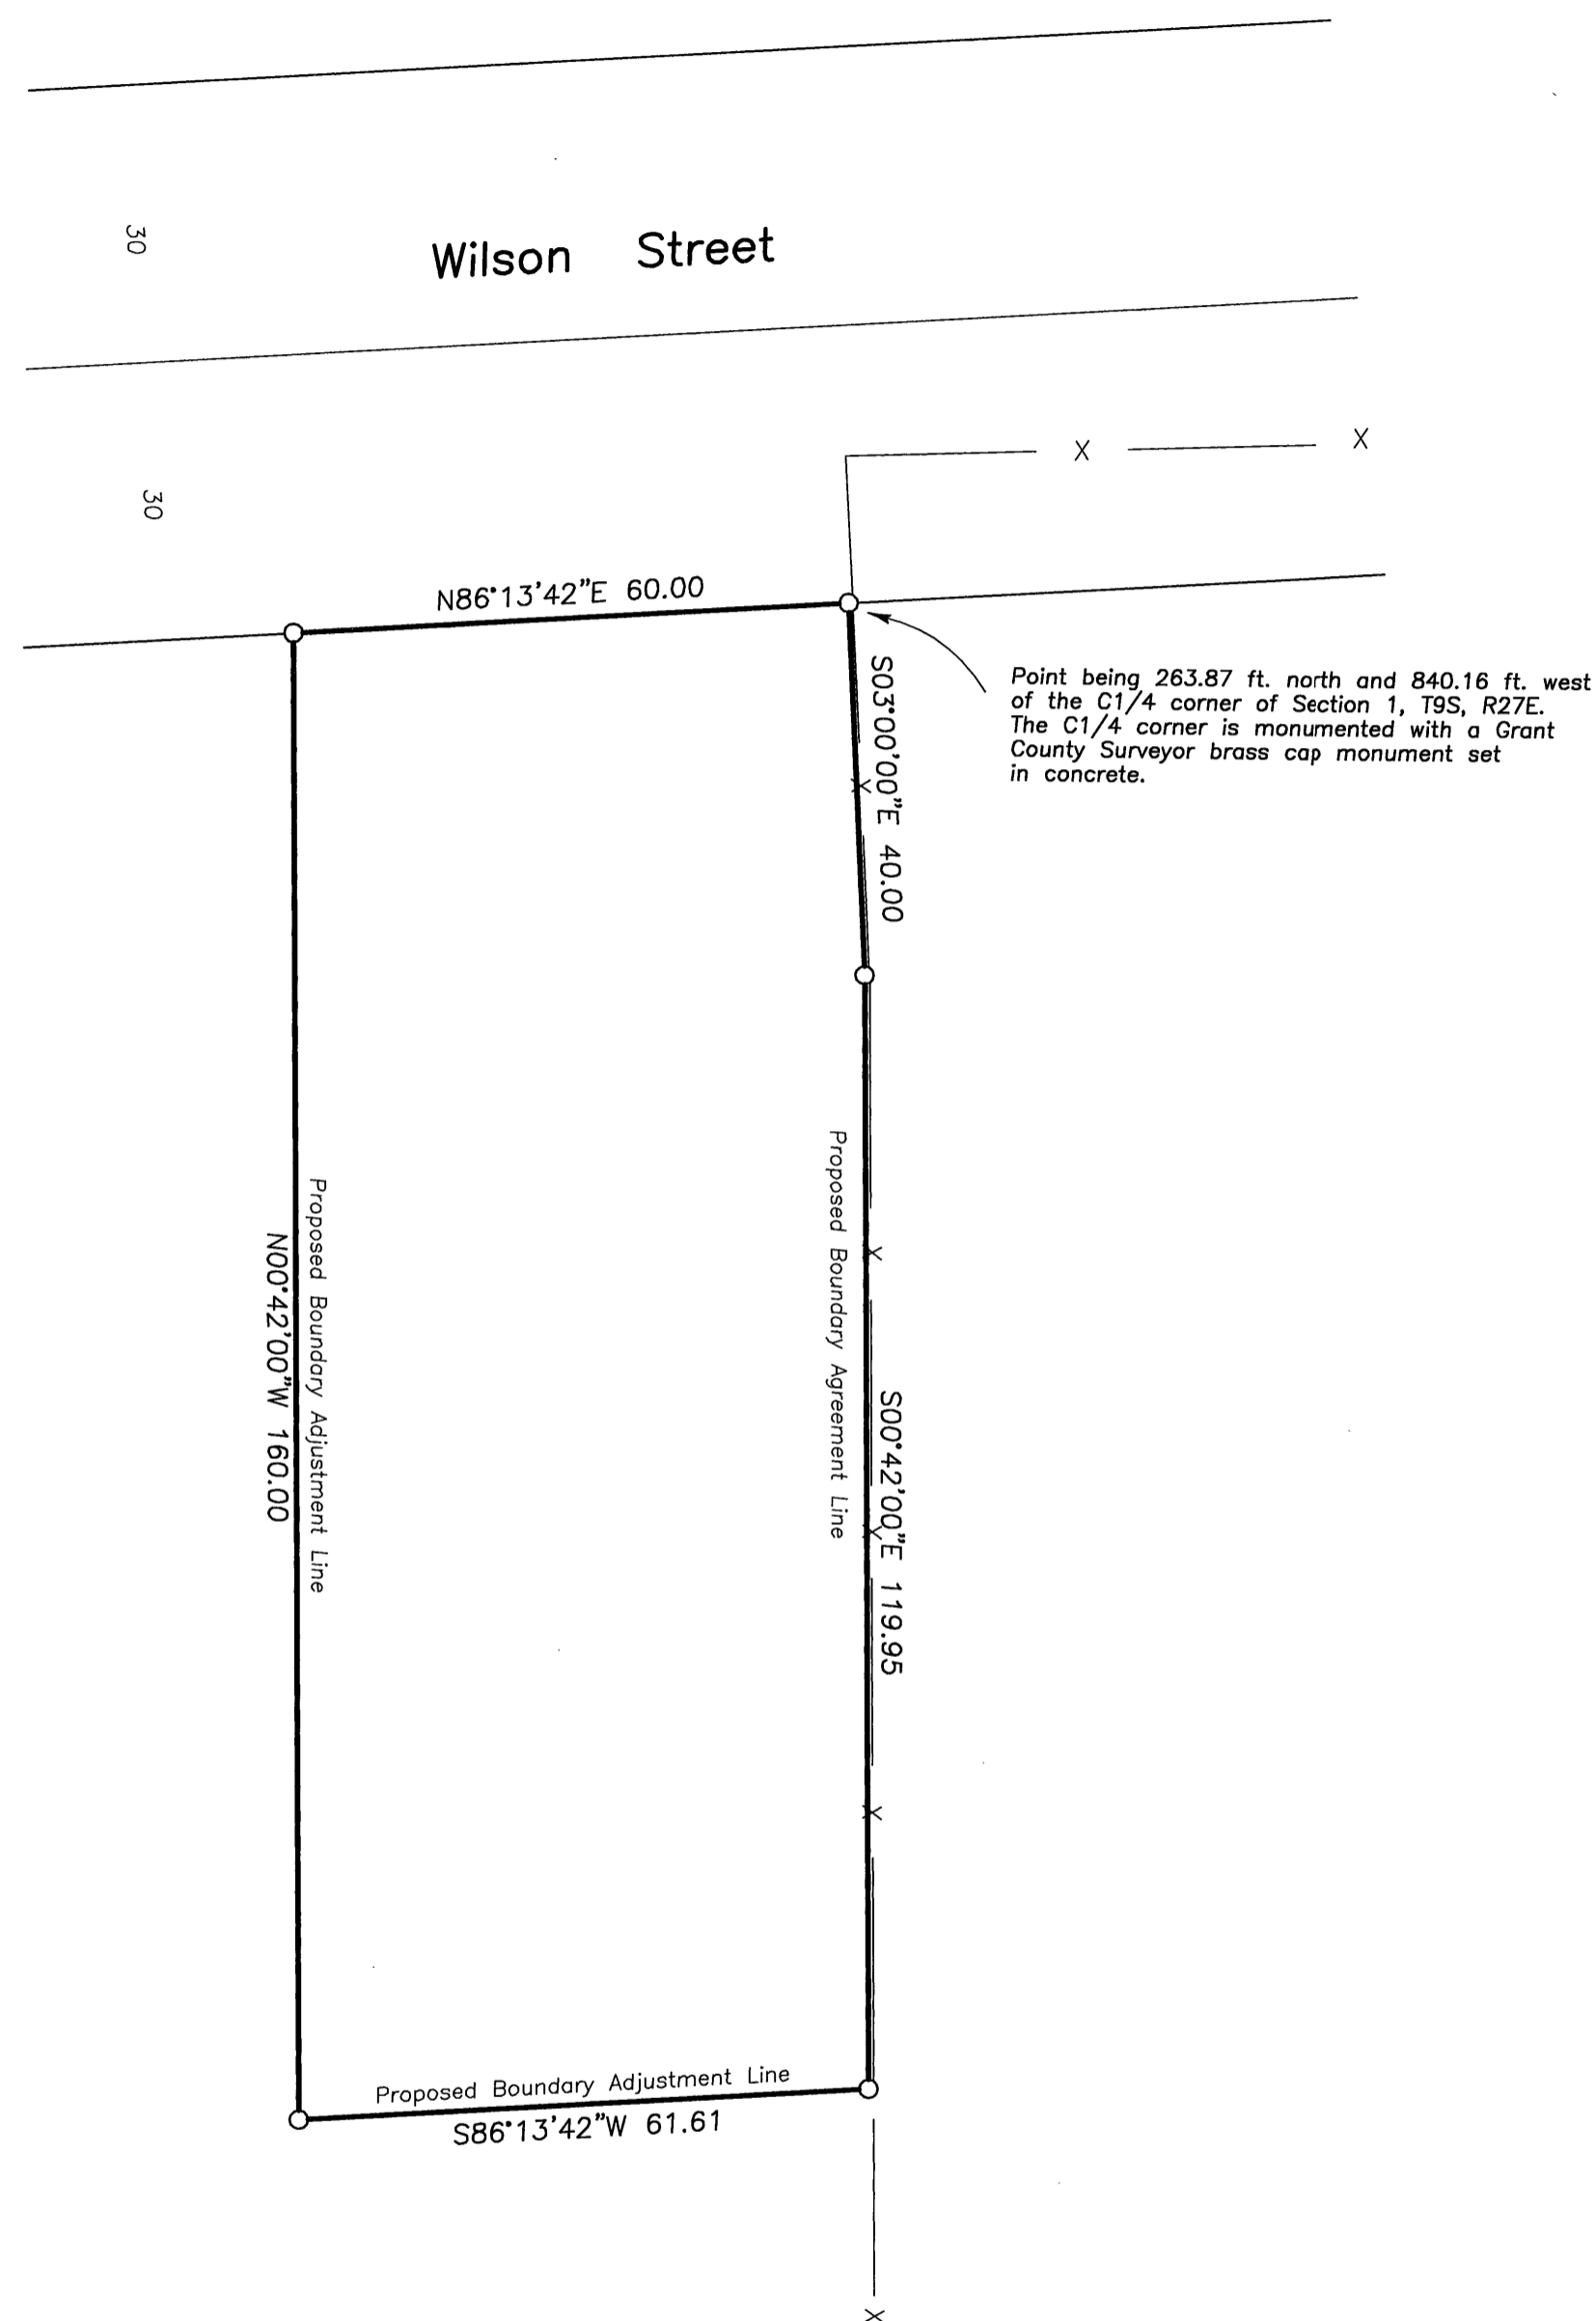 30
Wilson Street
30
N86°13'42"E 60.00
S03°00'00"E 40.00
Point being 263.87 ft. north and 840.16 ft. west
of the C1/4 corner of Section 1, T9S, R27E.
The C1/4 corner is monumented with a Grant
County Surveyor brass cap monument set
in concrete.
X
X
X
Proposed Boundary Adjustment Line
N00°42'00"W 160.00
Proposed Boundary Agreement Line
X
S00°42'00"E 119.95
X
X
Proposed Boundary Adjustment Line
S86°13'42"W 61.61
X